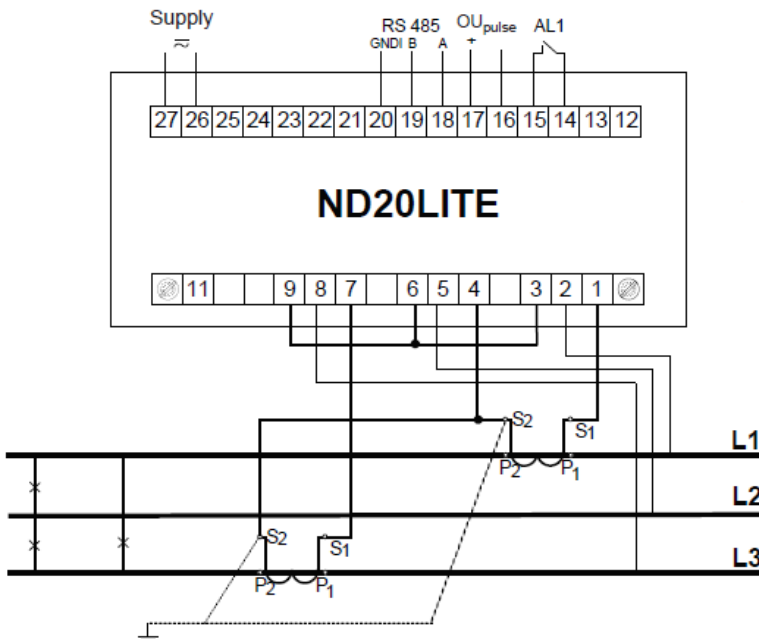 Supply
RS 485 OUpulse AL1
GNDI B A +
27 26 25 24 23 22 21 20 19 18 17 16 15 14 13 12
ND20LITE
11 9 8 7 6 5 4 3 2 1
S2 S1
L1
P2 P1
L2
S2 S1
L3
P2 P1